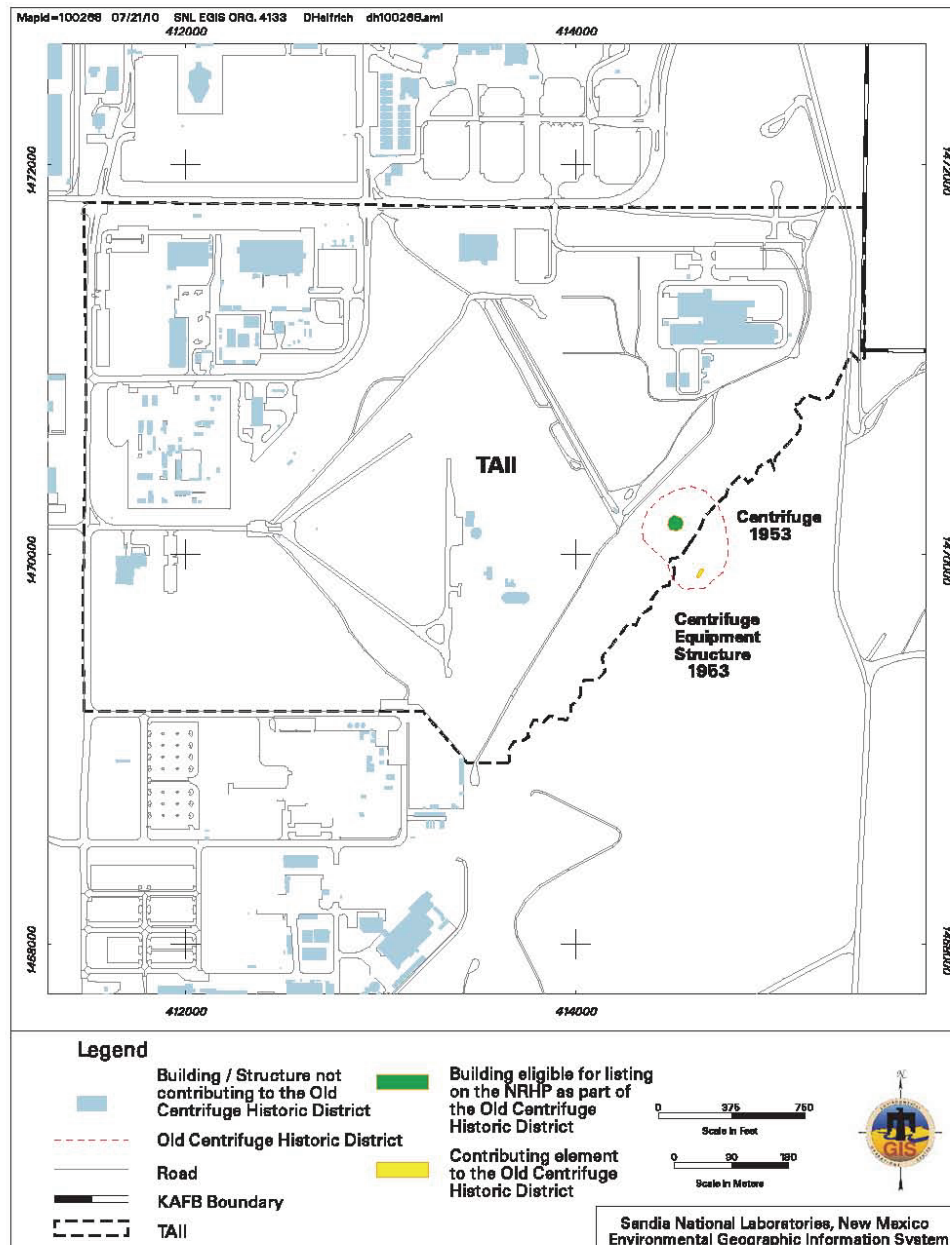 MapId=100268 07/21/10 SNL EGIS ORG. 4133 DHelfrich dh100268.aml
412000 414000
1472000 1472000
TAII
Centrifuge
1953
1470000 1470000
Centrifuge
Equipment
Structure
1953
1468000 1468000
412000 414000
Legend
Building / Structure not
contributing to the Old
Centrifuge Historic District
Old Centrifuge Historic District
Road
KAFB Boundary
TAII
Building eligible for listing
on the NRHP as part of
the Old Centrifuge
Historic District
Contributing element
to the Old Centrifuge
Historic District
0 375 750
Scale in Feet
0 90 180
Scale in Meters
N
GIS
Sandia National Laboratories, New Mexico
Environmental Geographic Information System